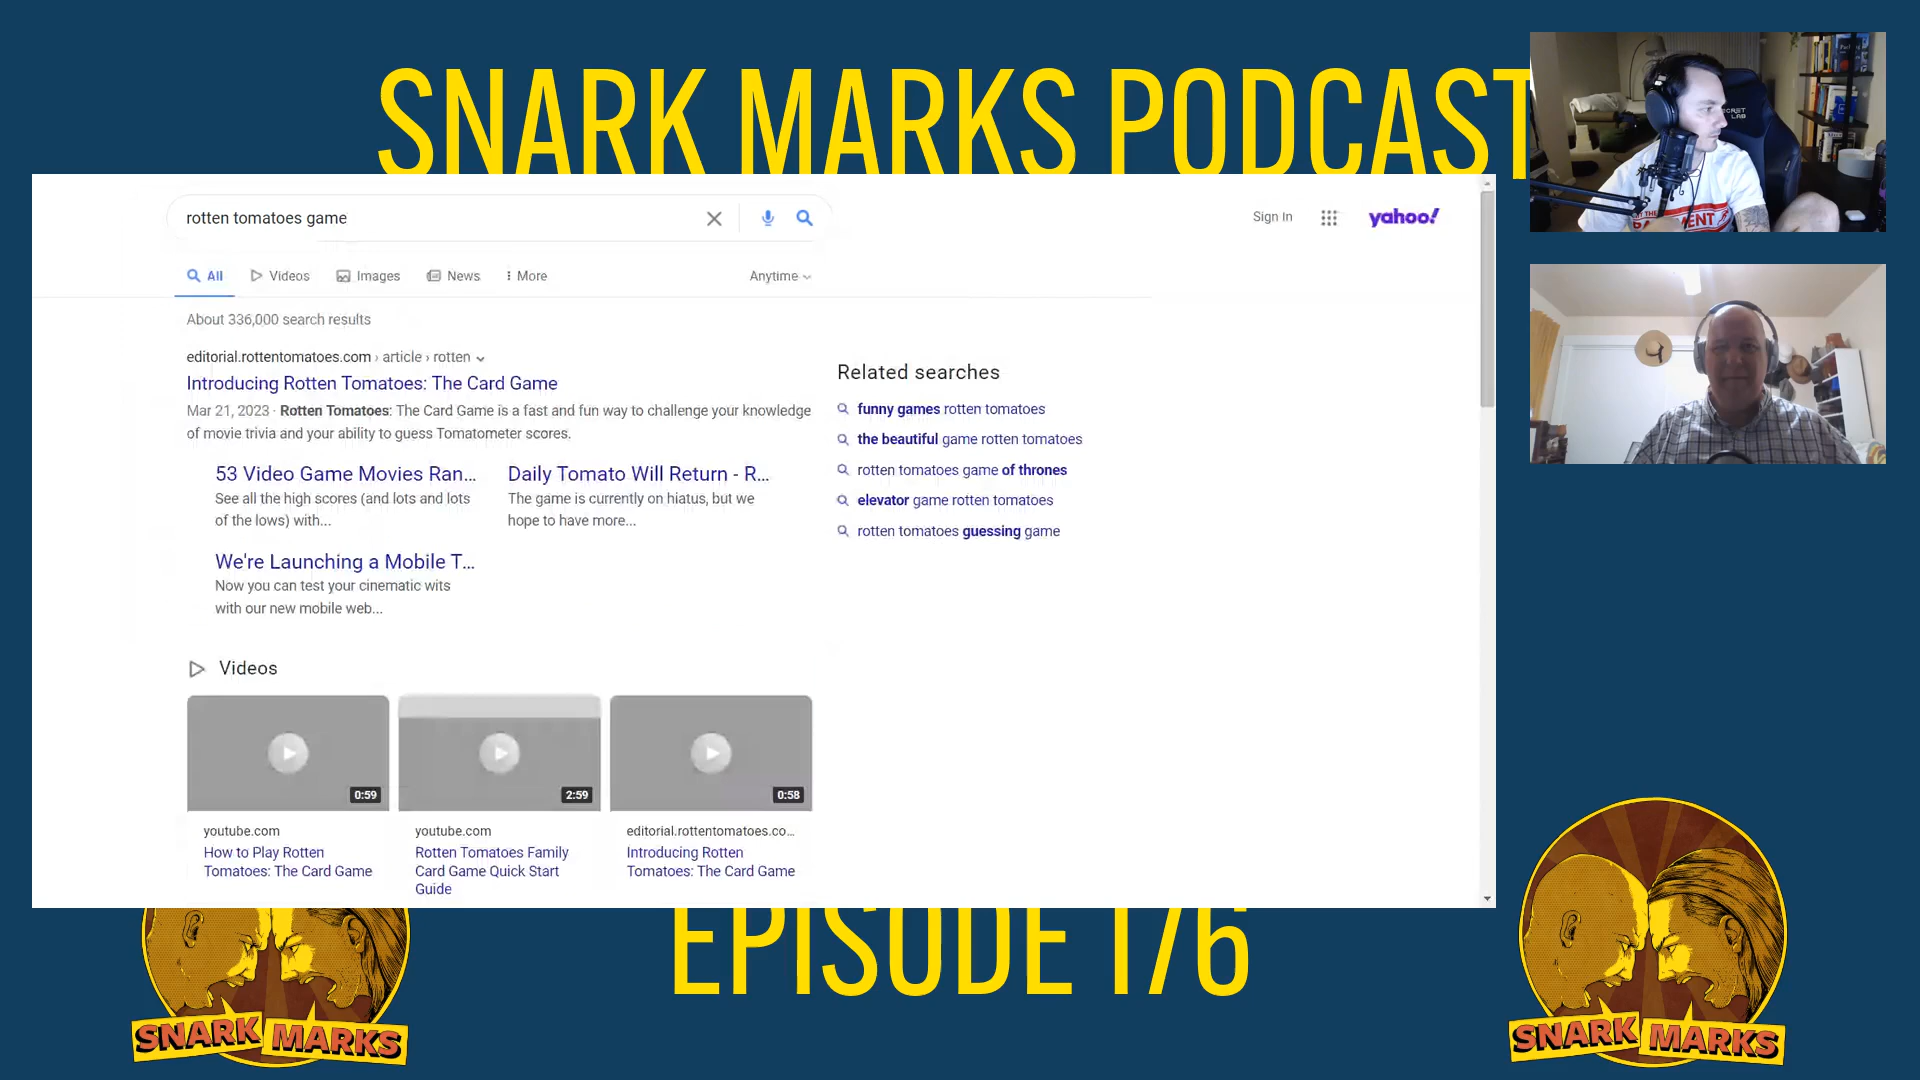 SNARK MARKS PODCAST
rotten tomatoes game
Sign In
yahoo!
All
Videos
Images
News
More
Anytime
About 336,000 search results
editorial.rottentomatoes.com › article › rotten
Introducing Rotten Tomatoes: The Card Game
Mar 21, 2023 · Rotten Tomatoes: The Card Game is a fast and fun way to challenge your knowledge
of movie trivia and your ability to guess Tomatometer scores.
53 Video Game Movies Ran...
See all the high scores (and lots and lots
of the lows) with...
Daily Tomato Will Return - R...
The game is currently on hiatus, but we
hope to have more...
We're Launching a Mobile T...
Now you can test your cinematic wits
with our new mobile web...
Related searches
funny games rotten tomatoes
the beautiful game rotten tomatoes
rotten tomatoes game of thrones
elevator game rotten tomatoes
rotten tomatoes guessing game
Videos
0:59
2:59
0:58
youtube.com
How to Play Rotten
Tomatoes: The Card Game
youtube.com
Rotten Tomatoes Family
Card Game Quick Start
Guide
editorial.rottentomatoes.co...
Introducing Rotten
Tomatoes: The Card Game
EPISODE 176
SNARK MARKS
SNARK MARKS